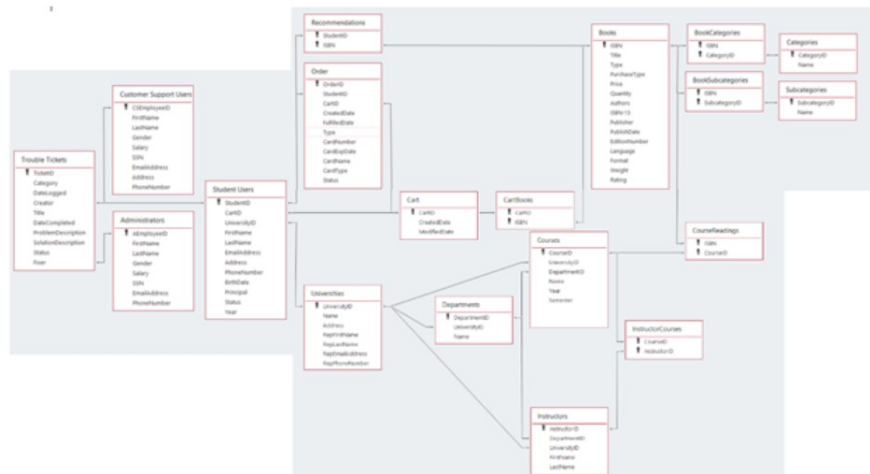 Recommendations
StudentID
ISBN
Order
OrderID
StudentID
CartID
CreatedDate
FulfilledDate
Type
CardNumber
CardExpDate
CardName
CardType
Status
Books
ISBN
Title
Type
PurchaseType
Price
Quantity
Authors
ISBN-13
Publisher
PublishDate
EditionNumber
Language
Format
Weight
Rating
BookCategories
ISBN
CategoryID
Categories
CategoryID
Name
BookSubcategories
ISBN
SubcategoryID
Subcategories
SubcategoryID
Name
Customer Support Users
CSEmployeeID
FirstName
LastName
Gender
Salary
SSN
EmailAddress
Address
PhoneNumber
Trouble Tickets
TicketID
Category
DateLogged
Creator
Title
DateCompleted
ProblemDescription
SolutionDescription
Status
Fixer
Administrators
AEmployeeID
FirstName
LastName
Gender
Salary
SSN
EmailAddress
PhoneNumber
Student Users
StudentID
CartID
UniversityID
FirstName
LastName
EmailAddress
Address
PhoneNumber
BirthDate
Principal
Status
Year
Cart
CartID
CreatedDate
ModifiedDate
CartBooks
CartID
ISBN
Courses
CourseID
UniversityID
DepartmentID
Name
Year
Semester
CourseReadings
ISBN
CourseID
Universities
UniversityID
Name
Address
RepFirstName
RepLastName
RepEmailAddress
RepPhoneNumber
Departments
DepartmentID
UniversityID
Name
InstructorCourses
CourseID
InstructorID
Instructors
InstructorID
DepartmentID
UniversityID
FirstName
LastName